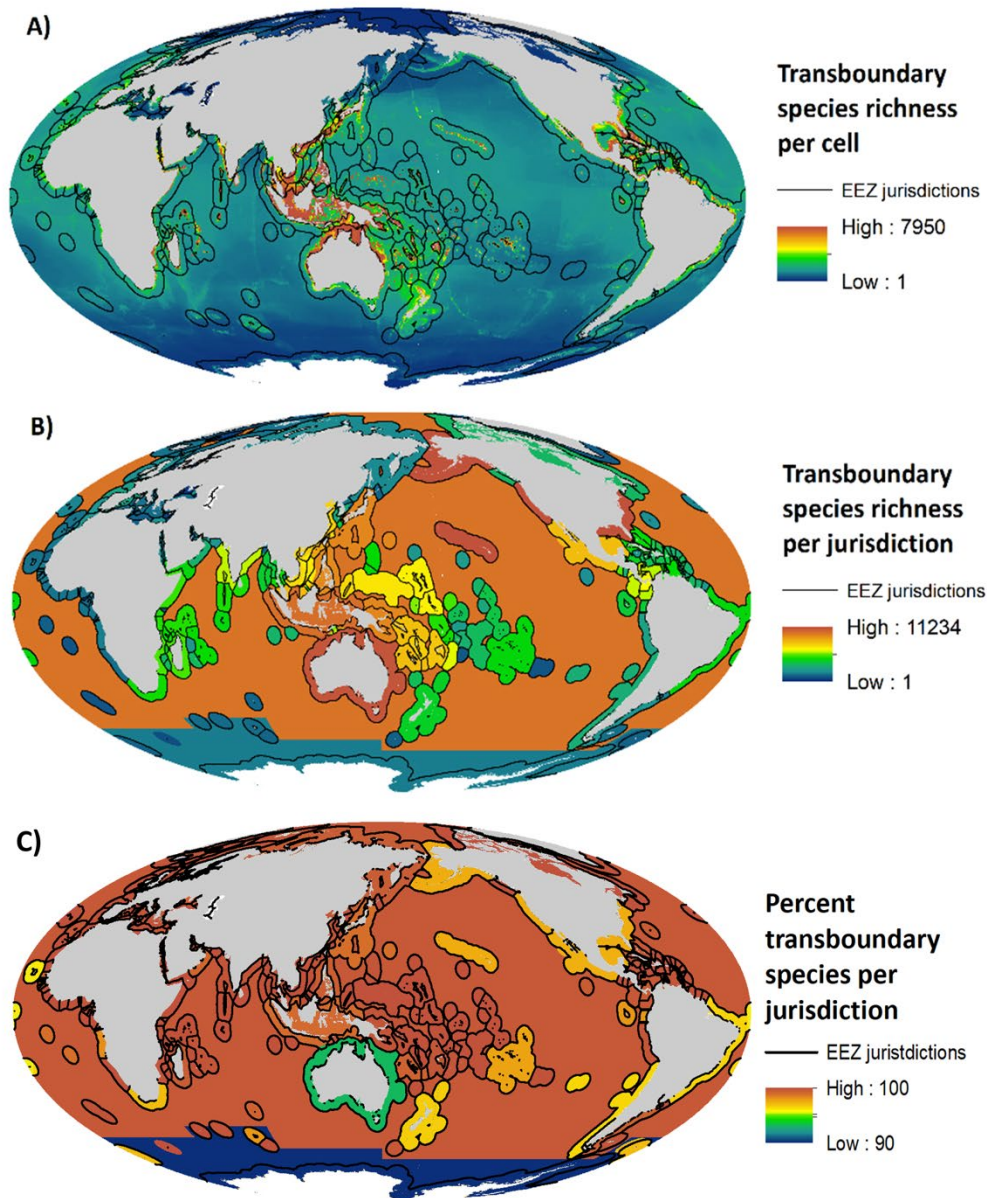 A)
Transboundary
species richness
per cell
EEZ jurisdictions
High : 7950
Low : 1
B)
Transboundary
species richness
per jurisdiction
EEZ jurisdictions
High : 11234
Low : 1
C)
Percent
transboundary
species per
jurisdiction
EEZ juristdictions
High : 100
Low : 90